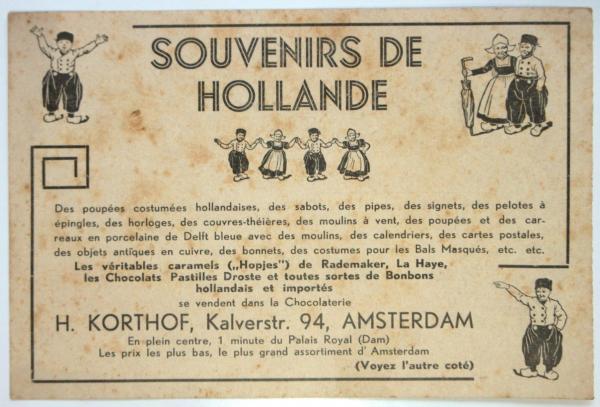 SOUVENIRS DE
HOLLANDE
Des poupées costumées hollandaises, des sabots, des pipes, des signets, des pelotes à
épingles, des horloges, des couvres-théières, des moulins à vent, des poupées et des car-
reaux en porcelaine de Delft bleue avec des moulins, des calendriers, des cartes postales,
des objets antiques en cuivre, des bonnets, des costumes pour les Bals Masqués, etc. etc.
Les véritables caramels („Hopjes”) de Rademaker, La Haye,
les Chocolats Pastilles Droste et toutes sortes de Bonbons
hollandais et importés
se vendent dans la Chocolaterie
H. KORTHOF, Kalverstr. 94, AMSTERDAM
En plein centre, 1 minute du Palais Royal (Dam)
Les prix les plus bas, le plus grand assortiment d' Amsterdam
(Voyez l'autre coté)